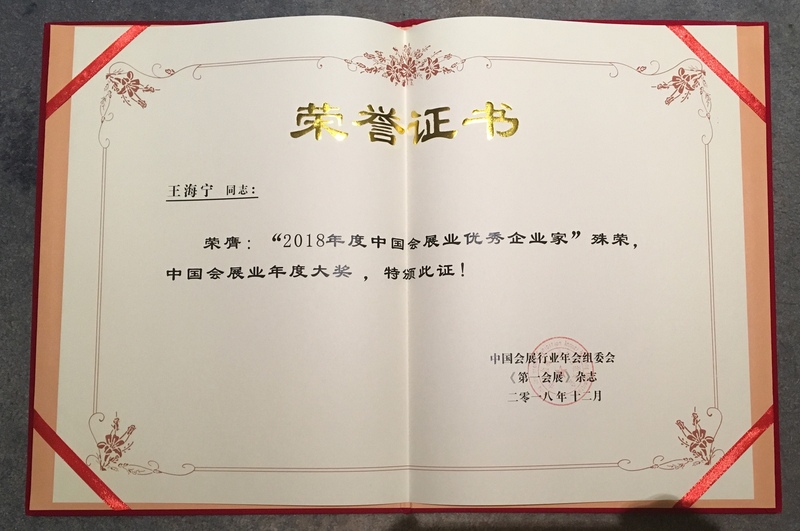 荣誉证书
王海宁 同志：
荣膺：“2018年度中国会展业优秀企业家”殊荣，
中国会展业年度大奖，特颁此证！
中国会展行业年会组委会
《第一会展》杂志
二零一八年十二月